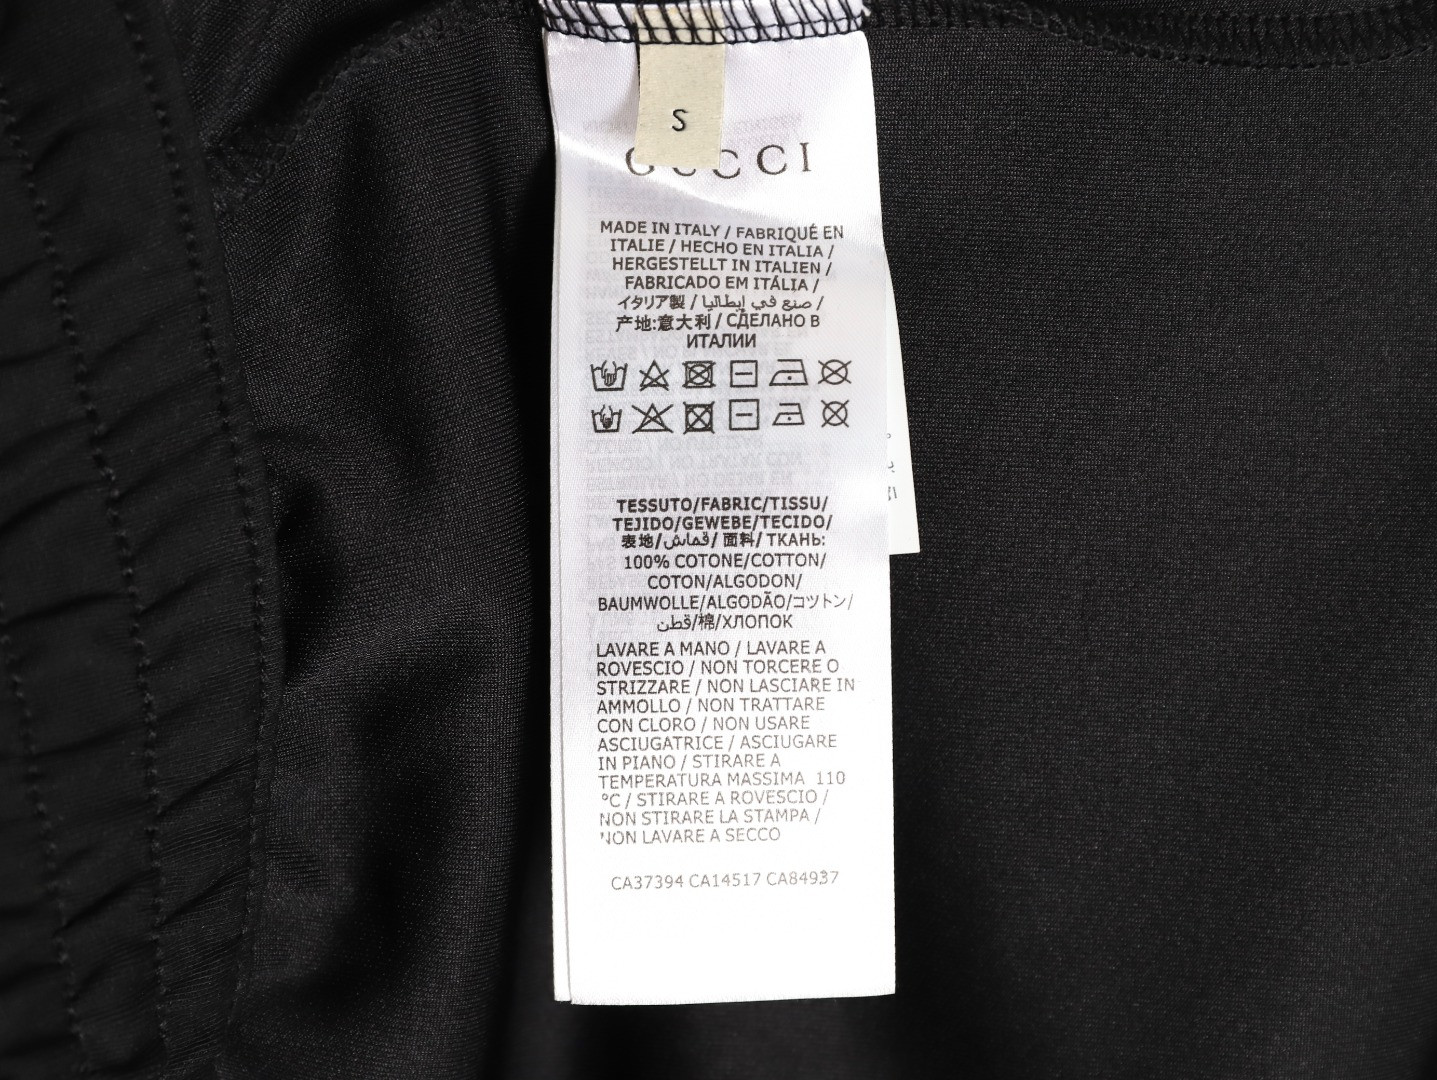 S
GUCCI
MADE IN ITALY / FABRIQUÉ EN
ITALIE / HECHO EN ITALIA /
HERGESTELLT IN ITALIEN /
FABRICADO EM ITÁLIA /
イタリア製 / صنع في إيطاليا /
产地:意大利 / СДЕЛАНО В
ИТАЛИИ
TESSUTO/FABRIC/TISSU/
TEJIDO/GEWEBE/TECIDO/
表地/قماش/ 面料/ ТКАНЬ:
100% COTONE/COTTON/
COTON/ALGODON/
BAUMWOLLE/ALGODÃO/コツトン/
قطن/棉/ХЛОПОК
LAVARE A MANO / LAVARE A
ROVESCIO / NON TORCERE O
STRIZZARE / NON LASCIARE IN
AMMOLLO / NON TRATTARE
CON CLORO / NON USARE
ASCIUGATRICE / ASCIUGARE
IN PIANO / STIRARE A
TEMPERATURA MASSIMA 110
°C / STIRARE A ROVESCIO /
NON STIRARE LA STAMPA /
NON LAVARE A SECCO
CA37394 CA14517 CA84937